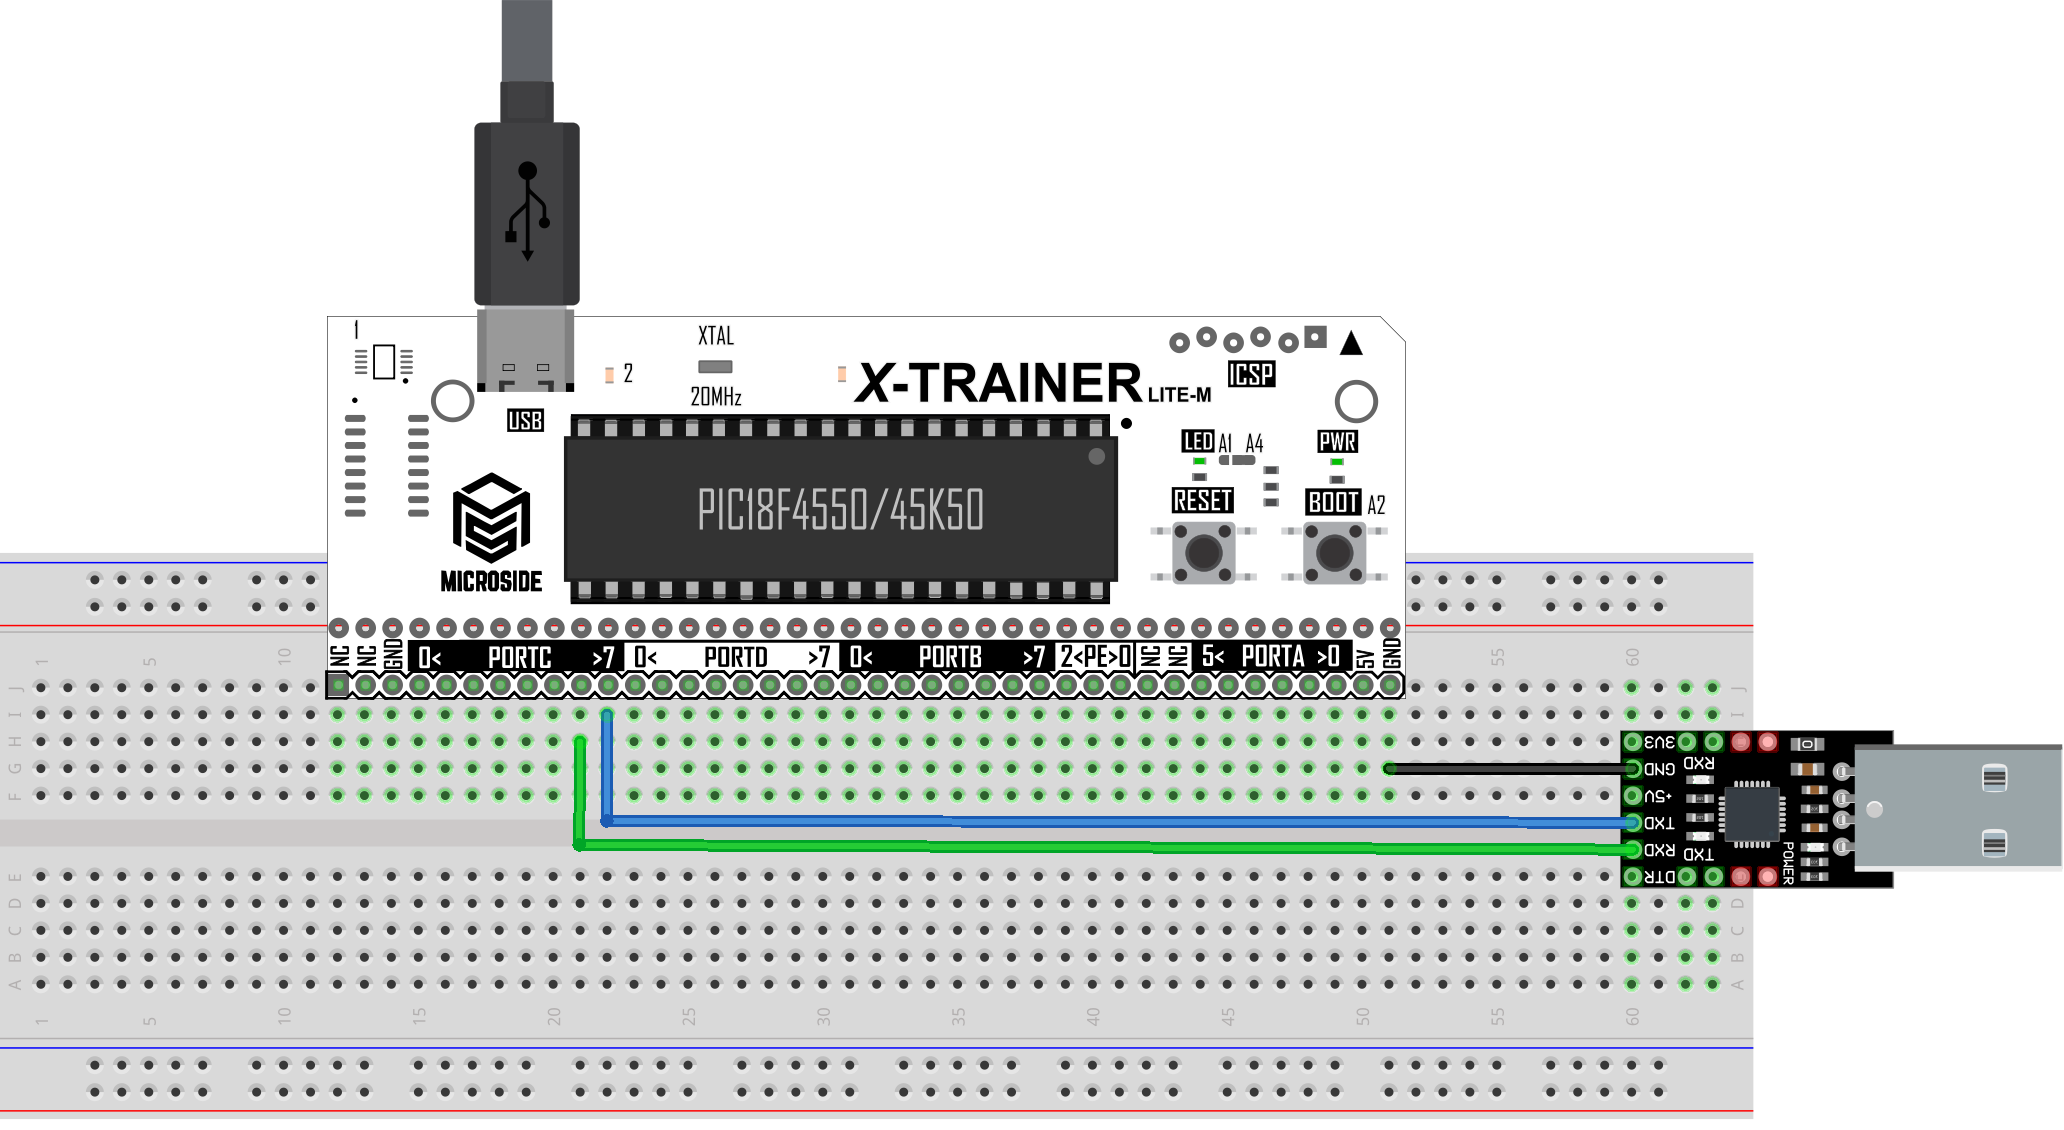 1
XTAL
20MHz
2
USB
X-TRAINER LITE-M
ICSP
LED A1 A4
PWR
RESET
BOOT A2
PIC18F4550/45K50
MICROSIDE
NC NC GND 0< PORTC >7 0< PORTD >7 0< PORTB >7 2<PE>0 NC NC 5< PORTA >0 5V GND
1 5 10 55 60
J J
I I
H
G
F
3V3
GND
+5V
TXD
RXD
DTR
RXD
TXD
0
POWER
E
D D
C C
B B
A A
1 5 10 15 20 25 30 35 40 45 50 55 60